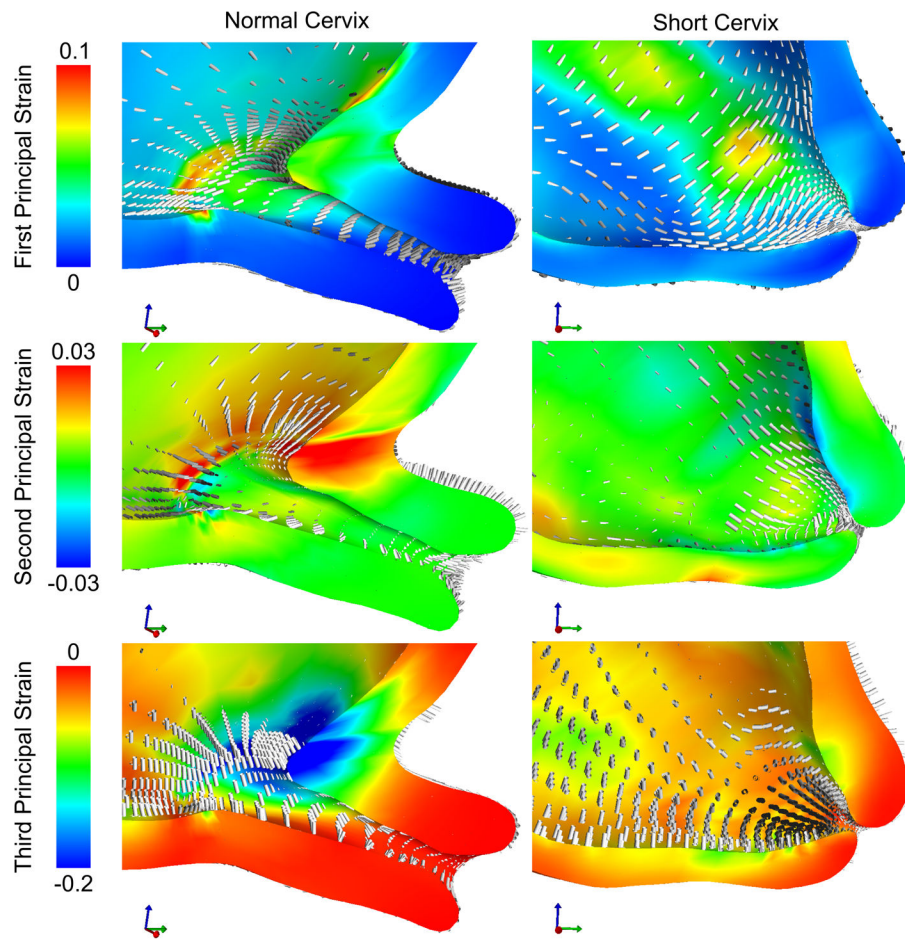 Normal Cervix
Short Cervix
First Principal Strain
0.1
0
Second Principal Strain
0.03
-0.03
Third Principal Strain
0
-0.2